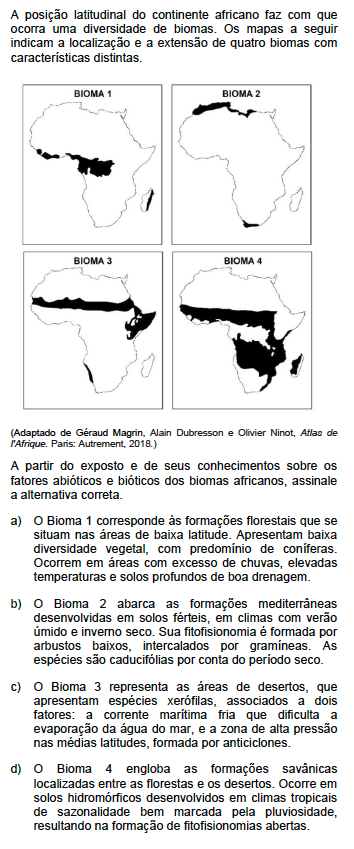 A posição latitudinal do continente africano faz com que
ocorra uma diversidade de biomas. Os mapas a seguir
indicam a localização e a extensão de quatro biomas com
características distintas.
BIOMA 1
BIOMA 2
BIOMA 3
BIOMA 4
(Adaptado de Géraud Magrin, Alain Dubresson e Olivier Ninot, Atlas de
l'Afrique. Paris: Autrement, 2018.)
A partir do exposto e de seus conhecimentos sobre os
fatores abióticos e bióticos dos biomas africanos, assinale
a alternativa correta.
a) O Bioma 1 corresponde às formações florestais que se
situam nas áreas de baixa latitude. Apresentam baixa
diversidade vegetal, com predomínio de coníferas.
Ocorrem em áreas com excesso de chuvas, elevadas
temperaturas e solos profundos de boa drenagem.
b) O Bioma 2 abarca as formações mediterrâneas
desenvolvidas em solos férteis, em climas com verão
úmido e inverno seco. Sua fitofisionomia é formada por
arbustos baixos, intercalados por gramíneas. As
espécies são caducifólias por conta do período seco.
c) O Bioma 3 representa as áreas de desertos, que
apresentam espécies xerófilas, associados a dois
fatores: a corrente marítima fria que dificulta a
evaporação da água do mar, e a zona de alta pressão
nas médias latitudes, formada por anticiclones.
d) O Bioma 4 engloba as formações savânicas
localizadas entre as florestas e os desertos. Ocorre em
solos hidromórficos desenvolvidos em climas tropicais
de sazonalidade bem marcada pela pluviosidade,
resultando na formação de fitofisionomias abertas.